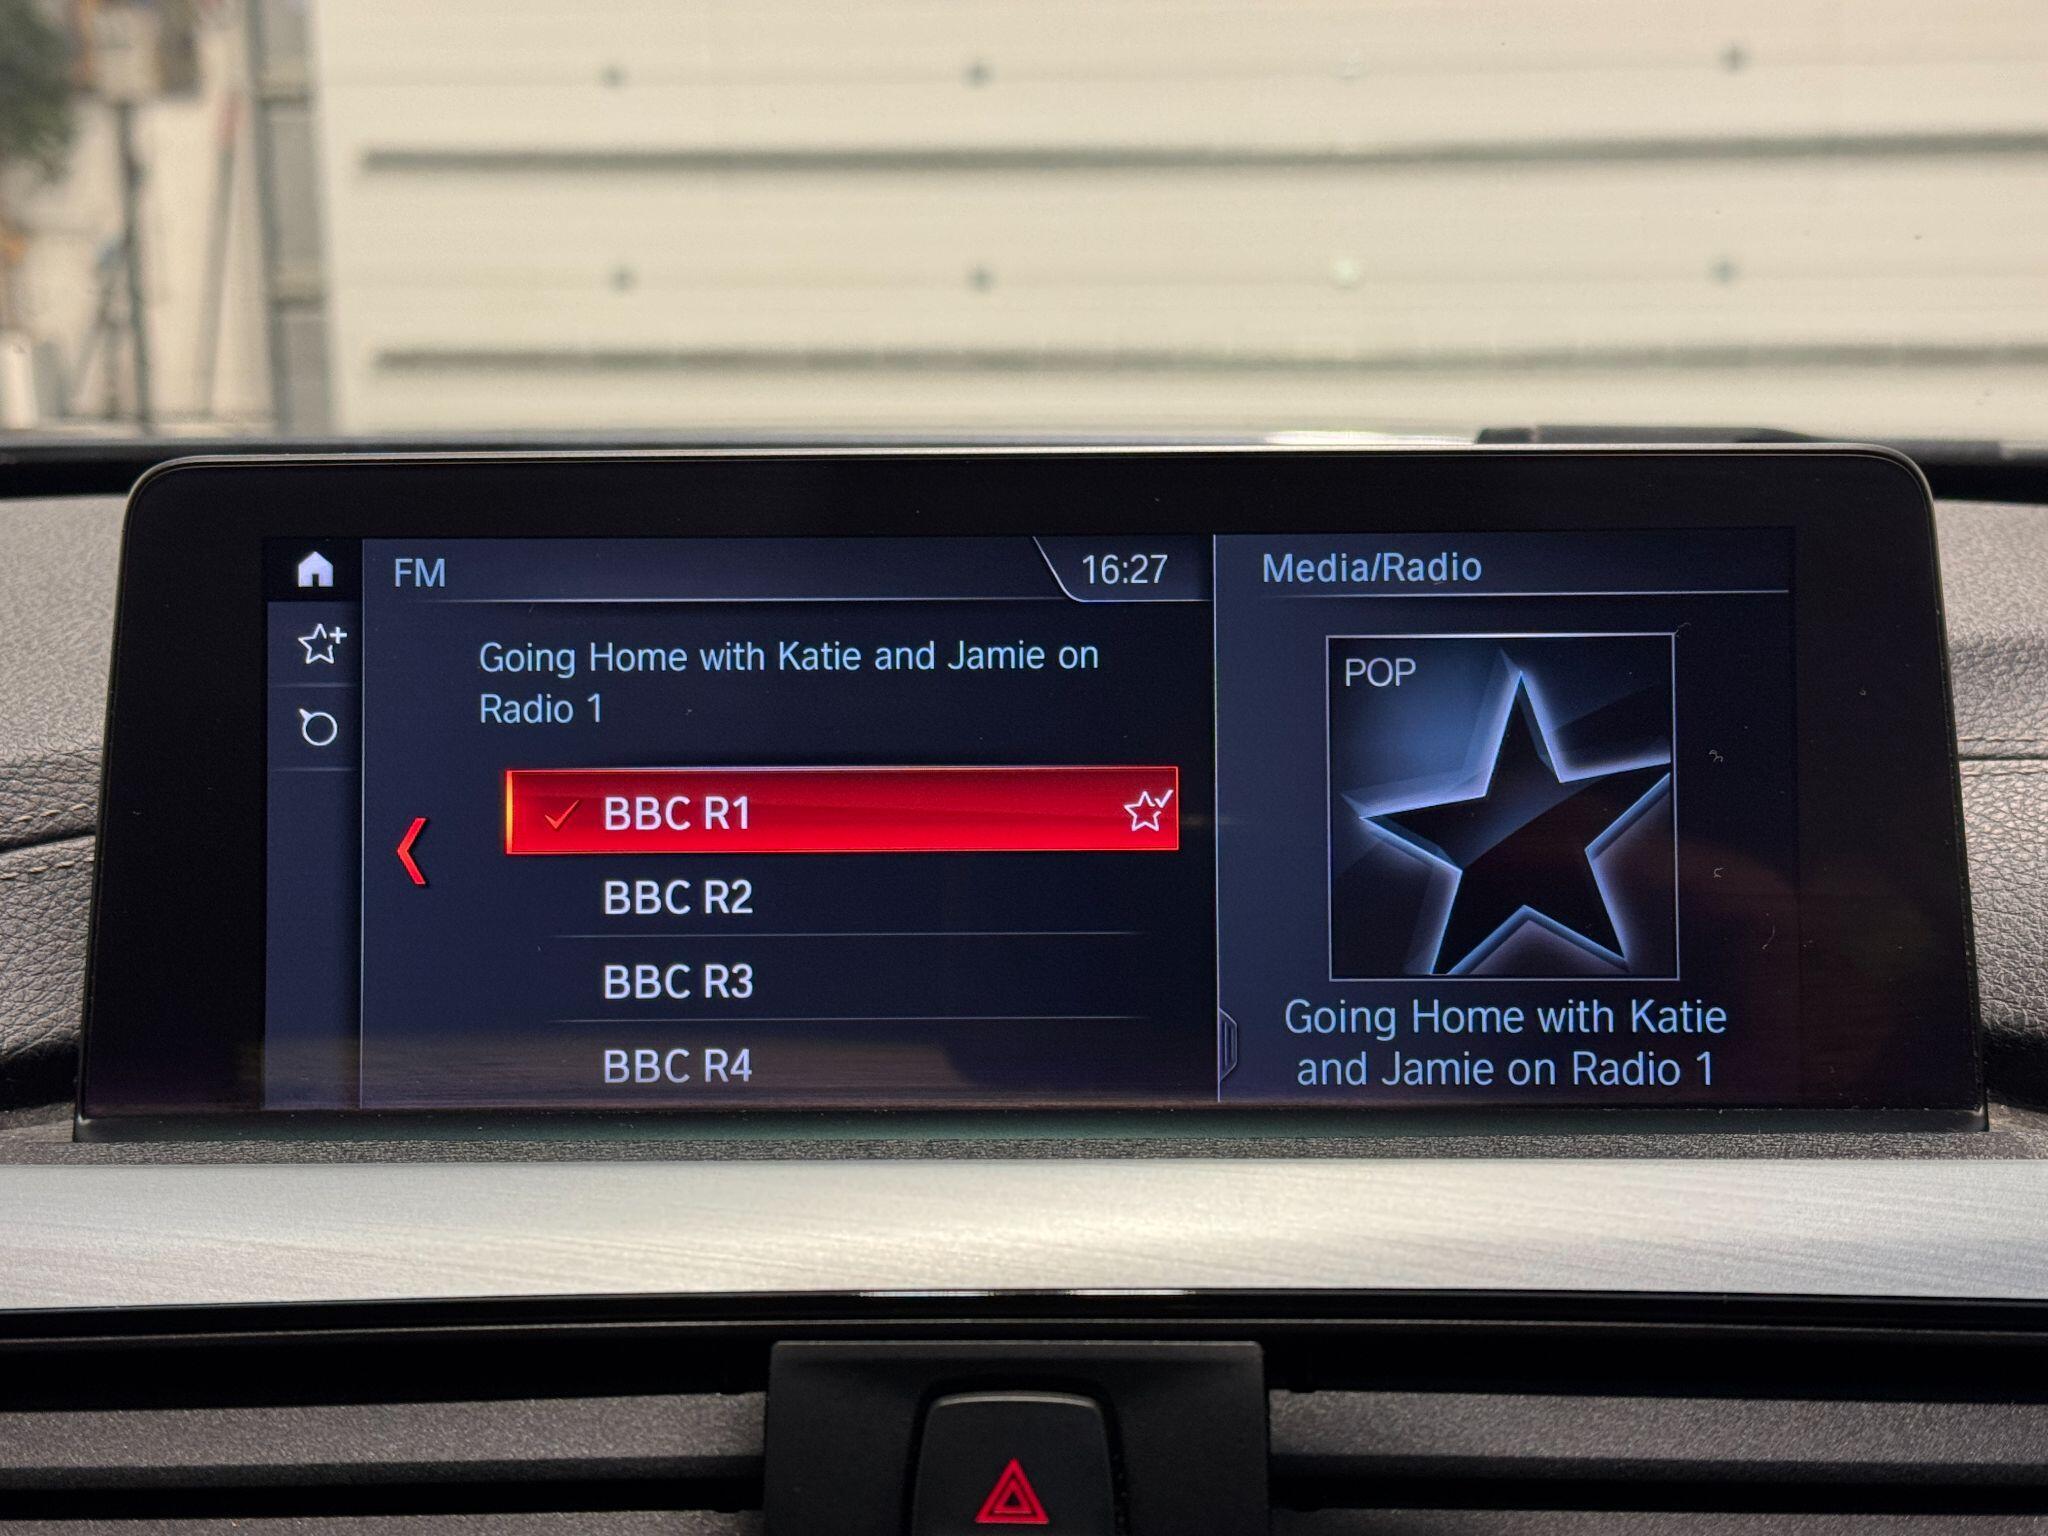 FM
16:27
Going Home with Katie and Jamie on
Radio 1
BBC R1
BBC R2
BBC R3
BBC R4
Media/Radio
POP
Going Home with Katie
and Jamie on Radio 1